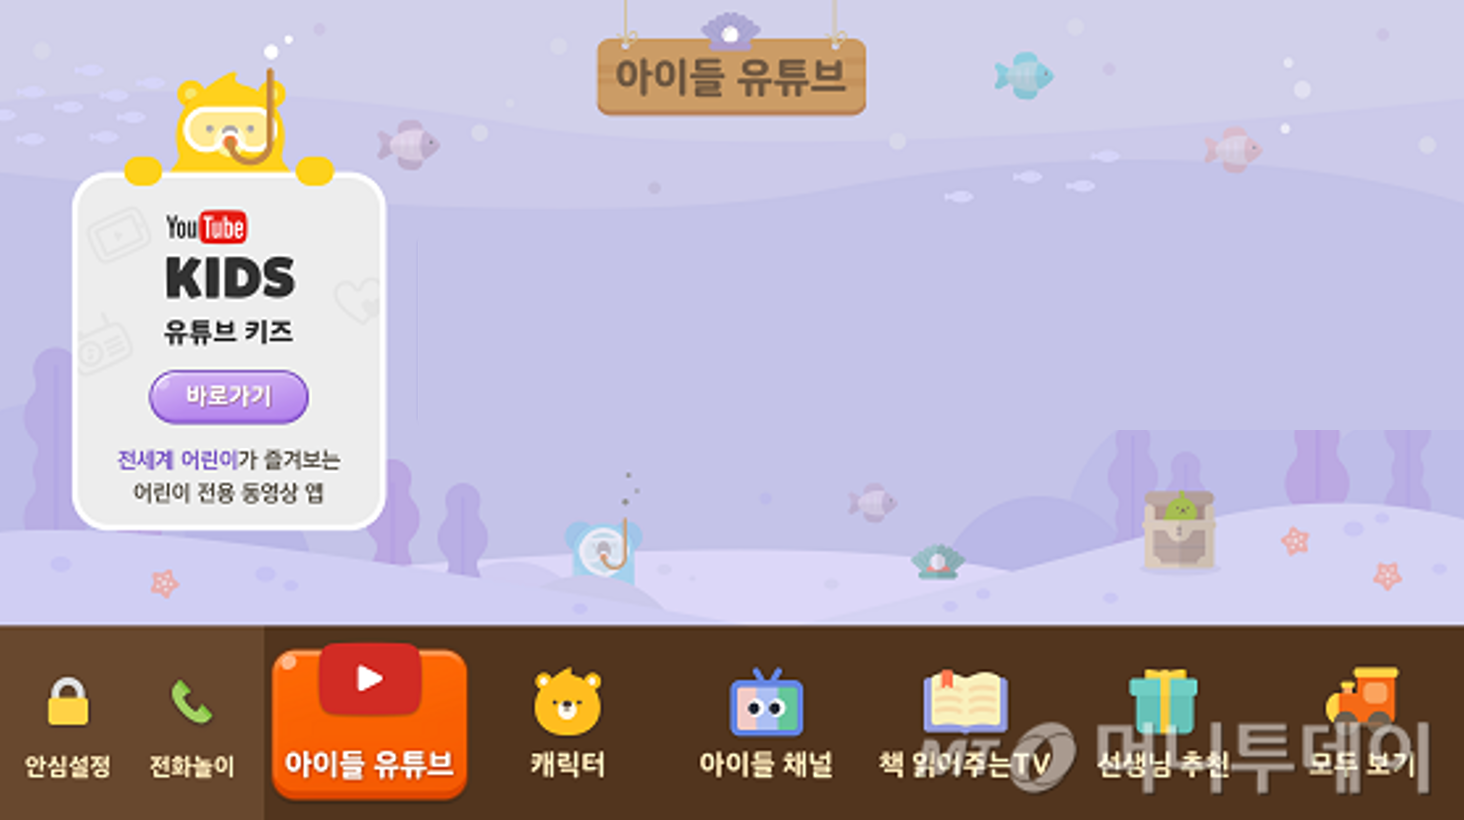 아이들 유튜브
YouTube
KIDS
유튜브 키즈
바로가기
전세계 어린이가 즐겨보는
어린이 전용 동영상 앱
안심설정
전화놀이
아이들 유튜브
캐릭터
아이들 채널
책 읽어주는TV
선생님 추천
모두 보기
MT 머니투데이